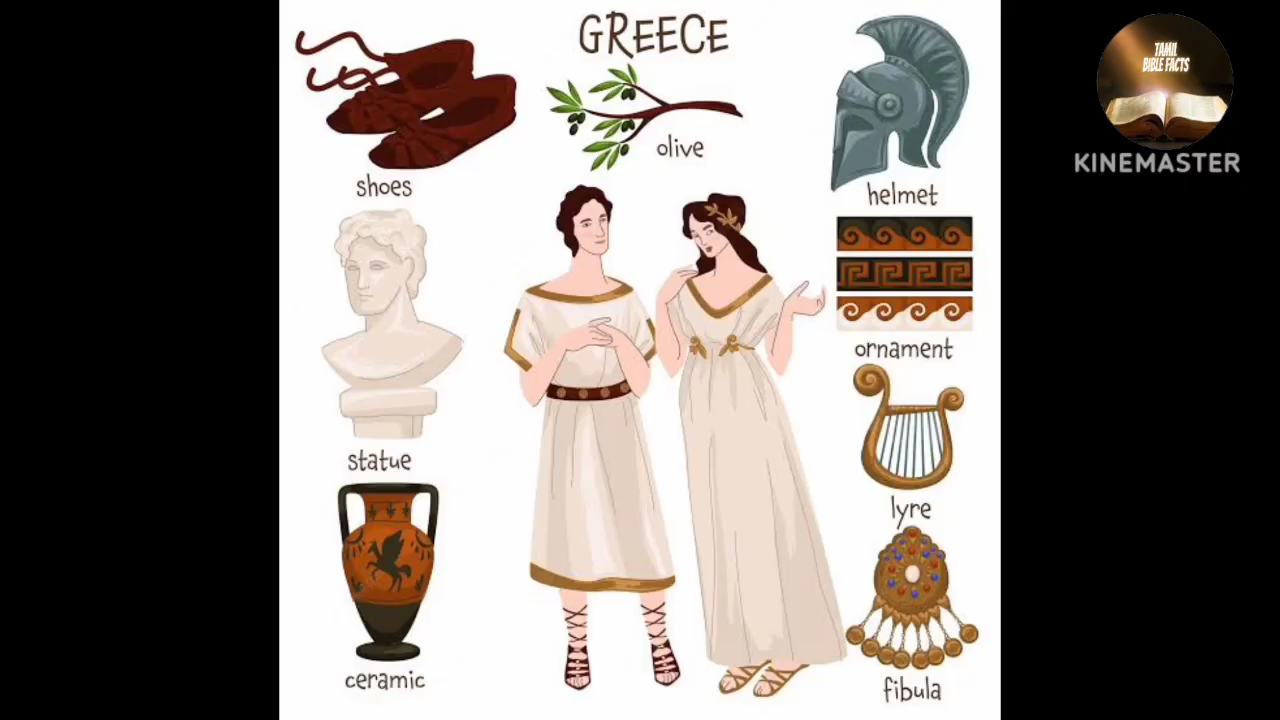 GREECE
TAMIL
BIBLE FACTS
KINEMASTER
olive
shoes
helmet
ornament
statue
lyre
ceramic
fibula